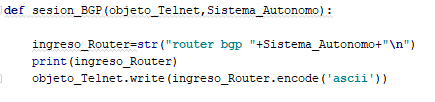 def sesion_BGP(objeto_Telnet,Sistema_Autonomo):
ingreso_Router=str("router bgp "+Sistema_Autonomo+"\n")
print(ingreso_Router)
objeto_Telnet.write(ingreso_Router.encode('ascii'))